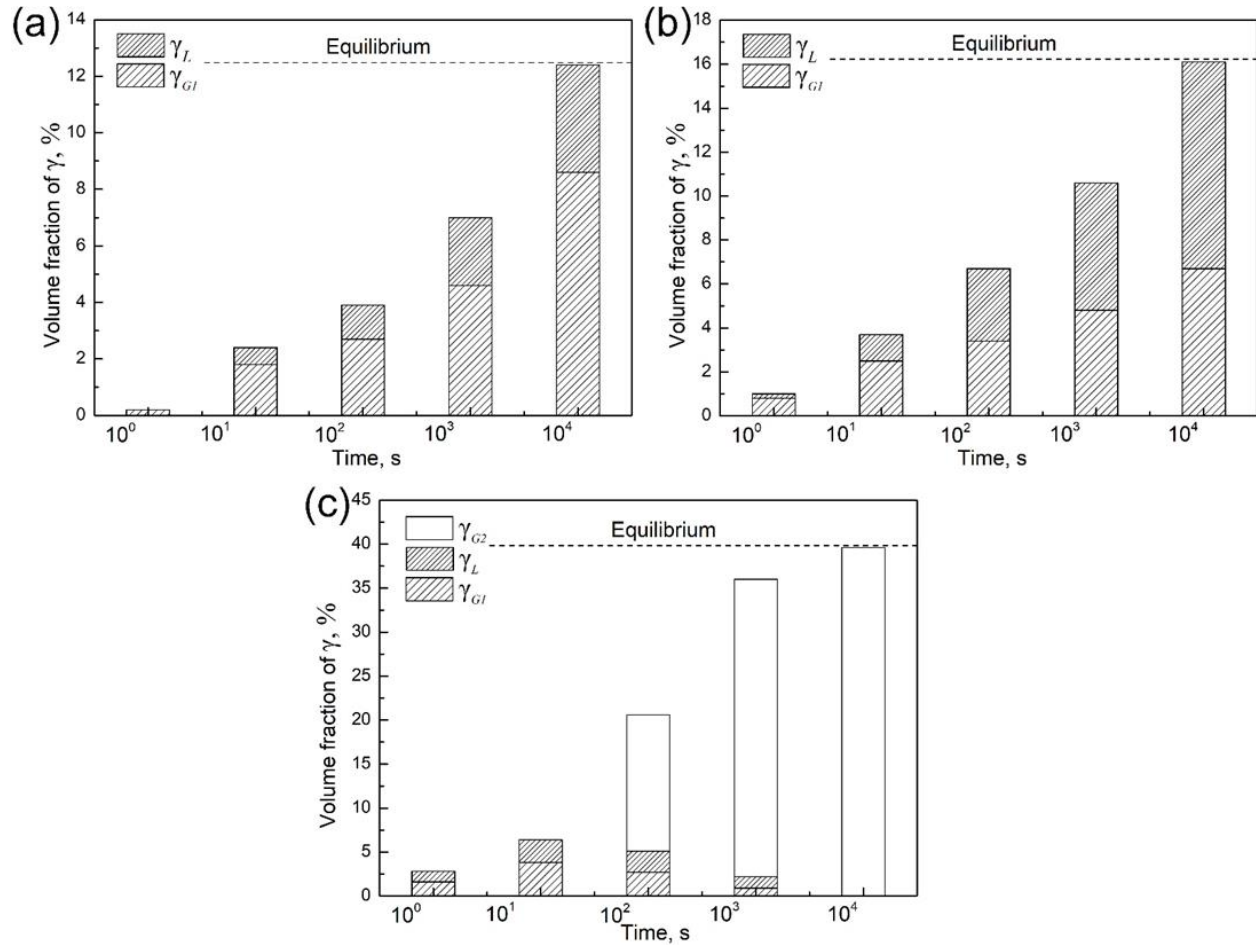 (a)
γL
γG1
Equilibrium
Volume fraction of γ, %
14
12
10
8
6
4
2
0
10⁰ 10¹ 10² 10³ 10⁴
Time, s
(b)
γL
γG1
Equilibrium
Volume fraction of γ, %
18
16
14
12
10
8
6
4
2
0
10⁰ 10¹ 10² 10³ 10⁴
Time, s
(c)
γG2
γL
γG1
Equilibrium
Volume fraction of γ, %
45
40
35
30
25
20
15
10
5
0
10⁰ 10¹ 10² 10³ 10⁴
Time, s